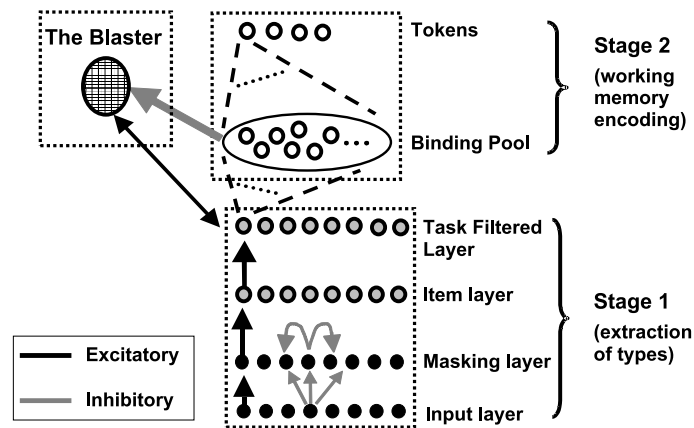 The Blaster
Tokens
Stage 2
(working
memory
encoding)
Binding Pool
Task Filtered
Layer
Item layer
Stage 1
(extraction
of types)
Masking layer
Input layer
Excitatory
Inhibitory